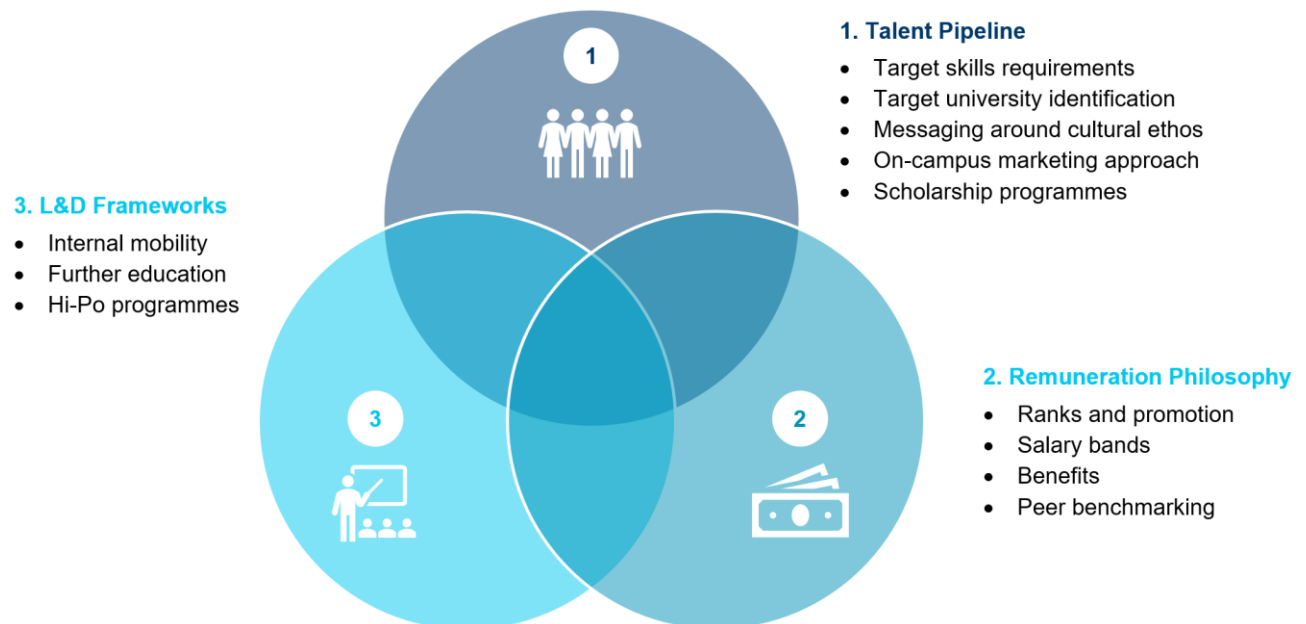 1
1. Talent Pipeline
• Target skills requirements
• Target university identification
• Messaging around cultural ethos
• On-campus marketing approach
• Scholarship programmes
3. L&D Frameworks
• Internal mobility
• Further education
• Hi-Po programmes
3
2
2. Remuneration Philosophy
• Ranks and promotion
• Salary bands
• Benefits
• Peer benchmarking